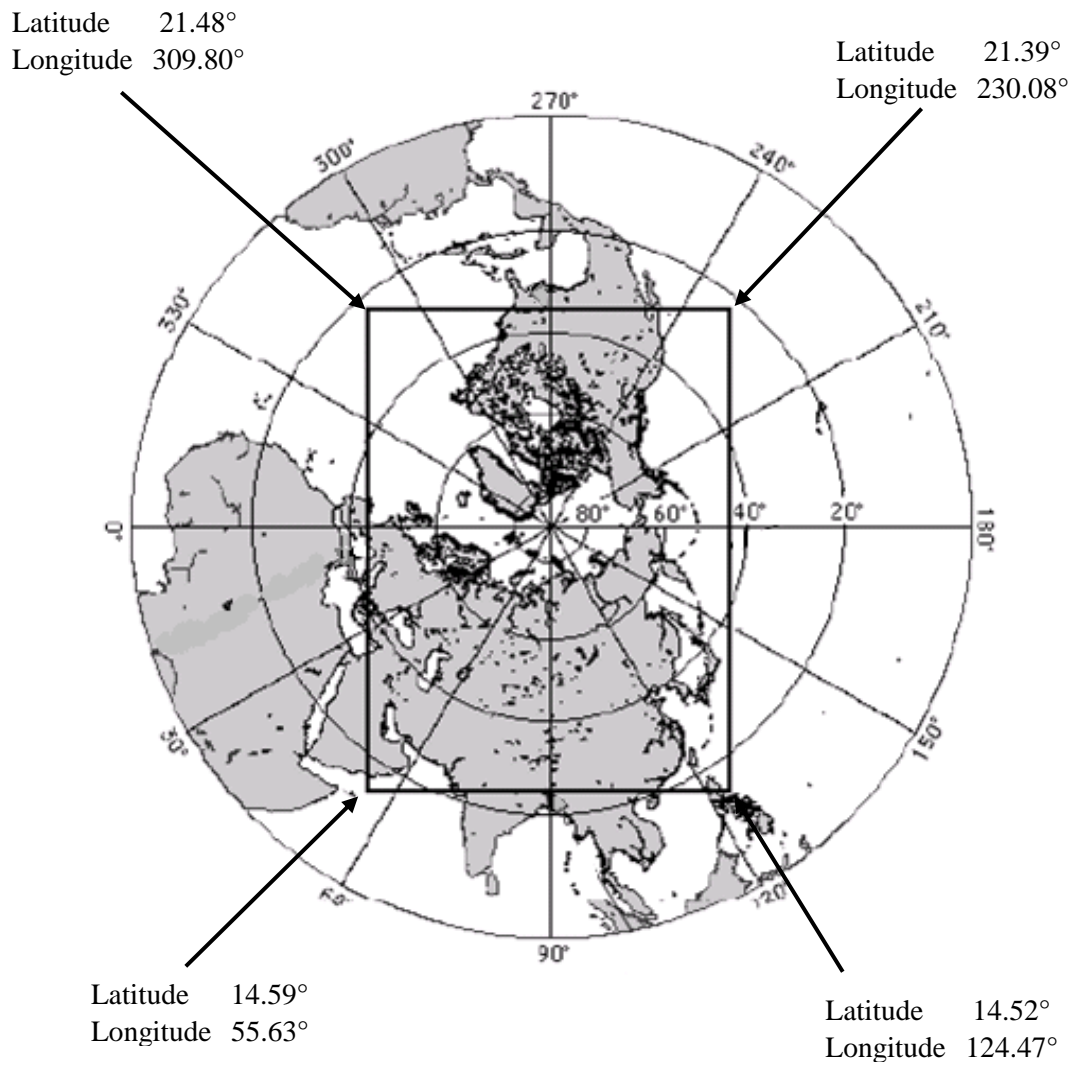 Latitude 21.48°
Longitude 309.80°
Latitude 21.39°
Longitude 230.08°
270°
300°
240°
330°
210°
80°
60°
40°
20°
0°
180°
30°
150°
60°
120°
90°
Latitude 14.59°
Longitude 55.63°
Latitude 14.52°
Longitude 124.47°